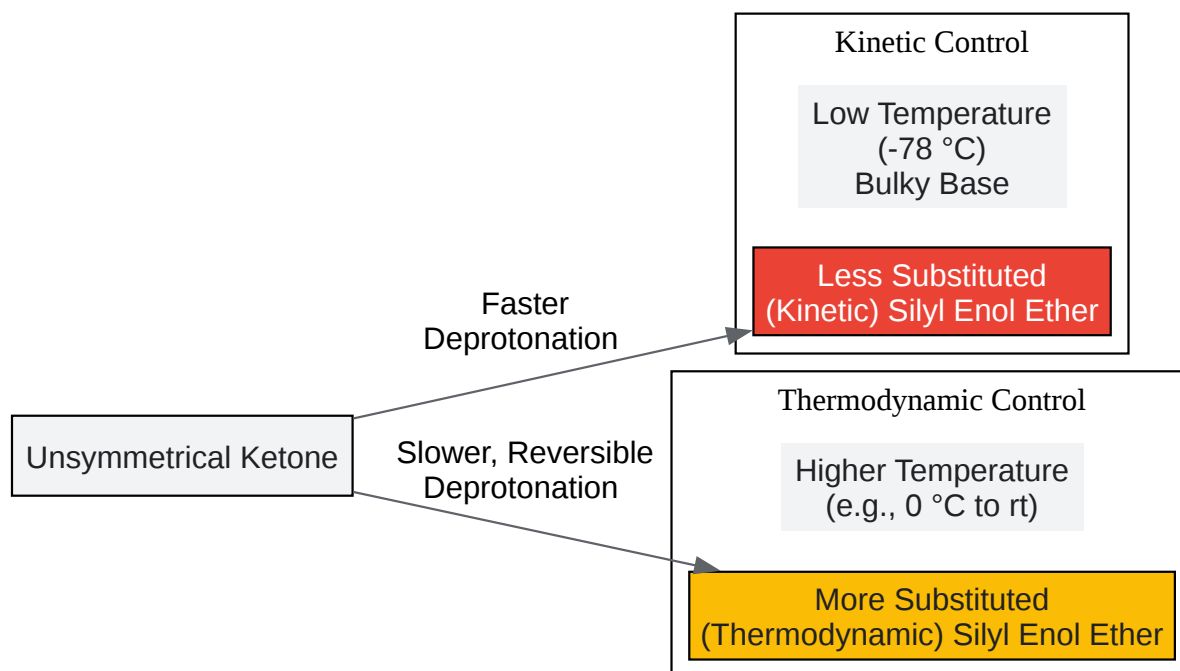 Kinetic Control
Low Temperature
(-78 °C)
Bulky Base
Less Substituted
(Kinetic) Silyl Enol Ether
Faster
Deprotonation
Unsymmetrical Ketone
Slower, Reversible
Deprotonation
Thermodynamic Control
Higher Temperature
(e.g., 0 °C to rt)
More Substituted
(Thermodynamic) Silyl Enol Ether